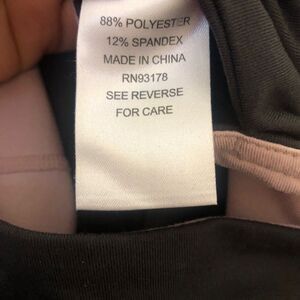 88% POLYESTER
12% SPANDEX
MADE IN CHINA
RN93178
SEE REVERSE
FOR CARE